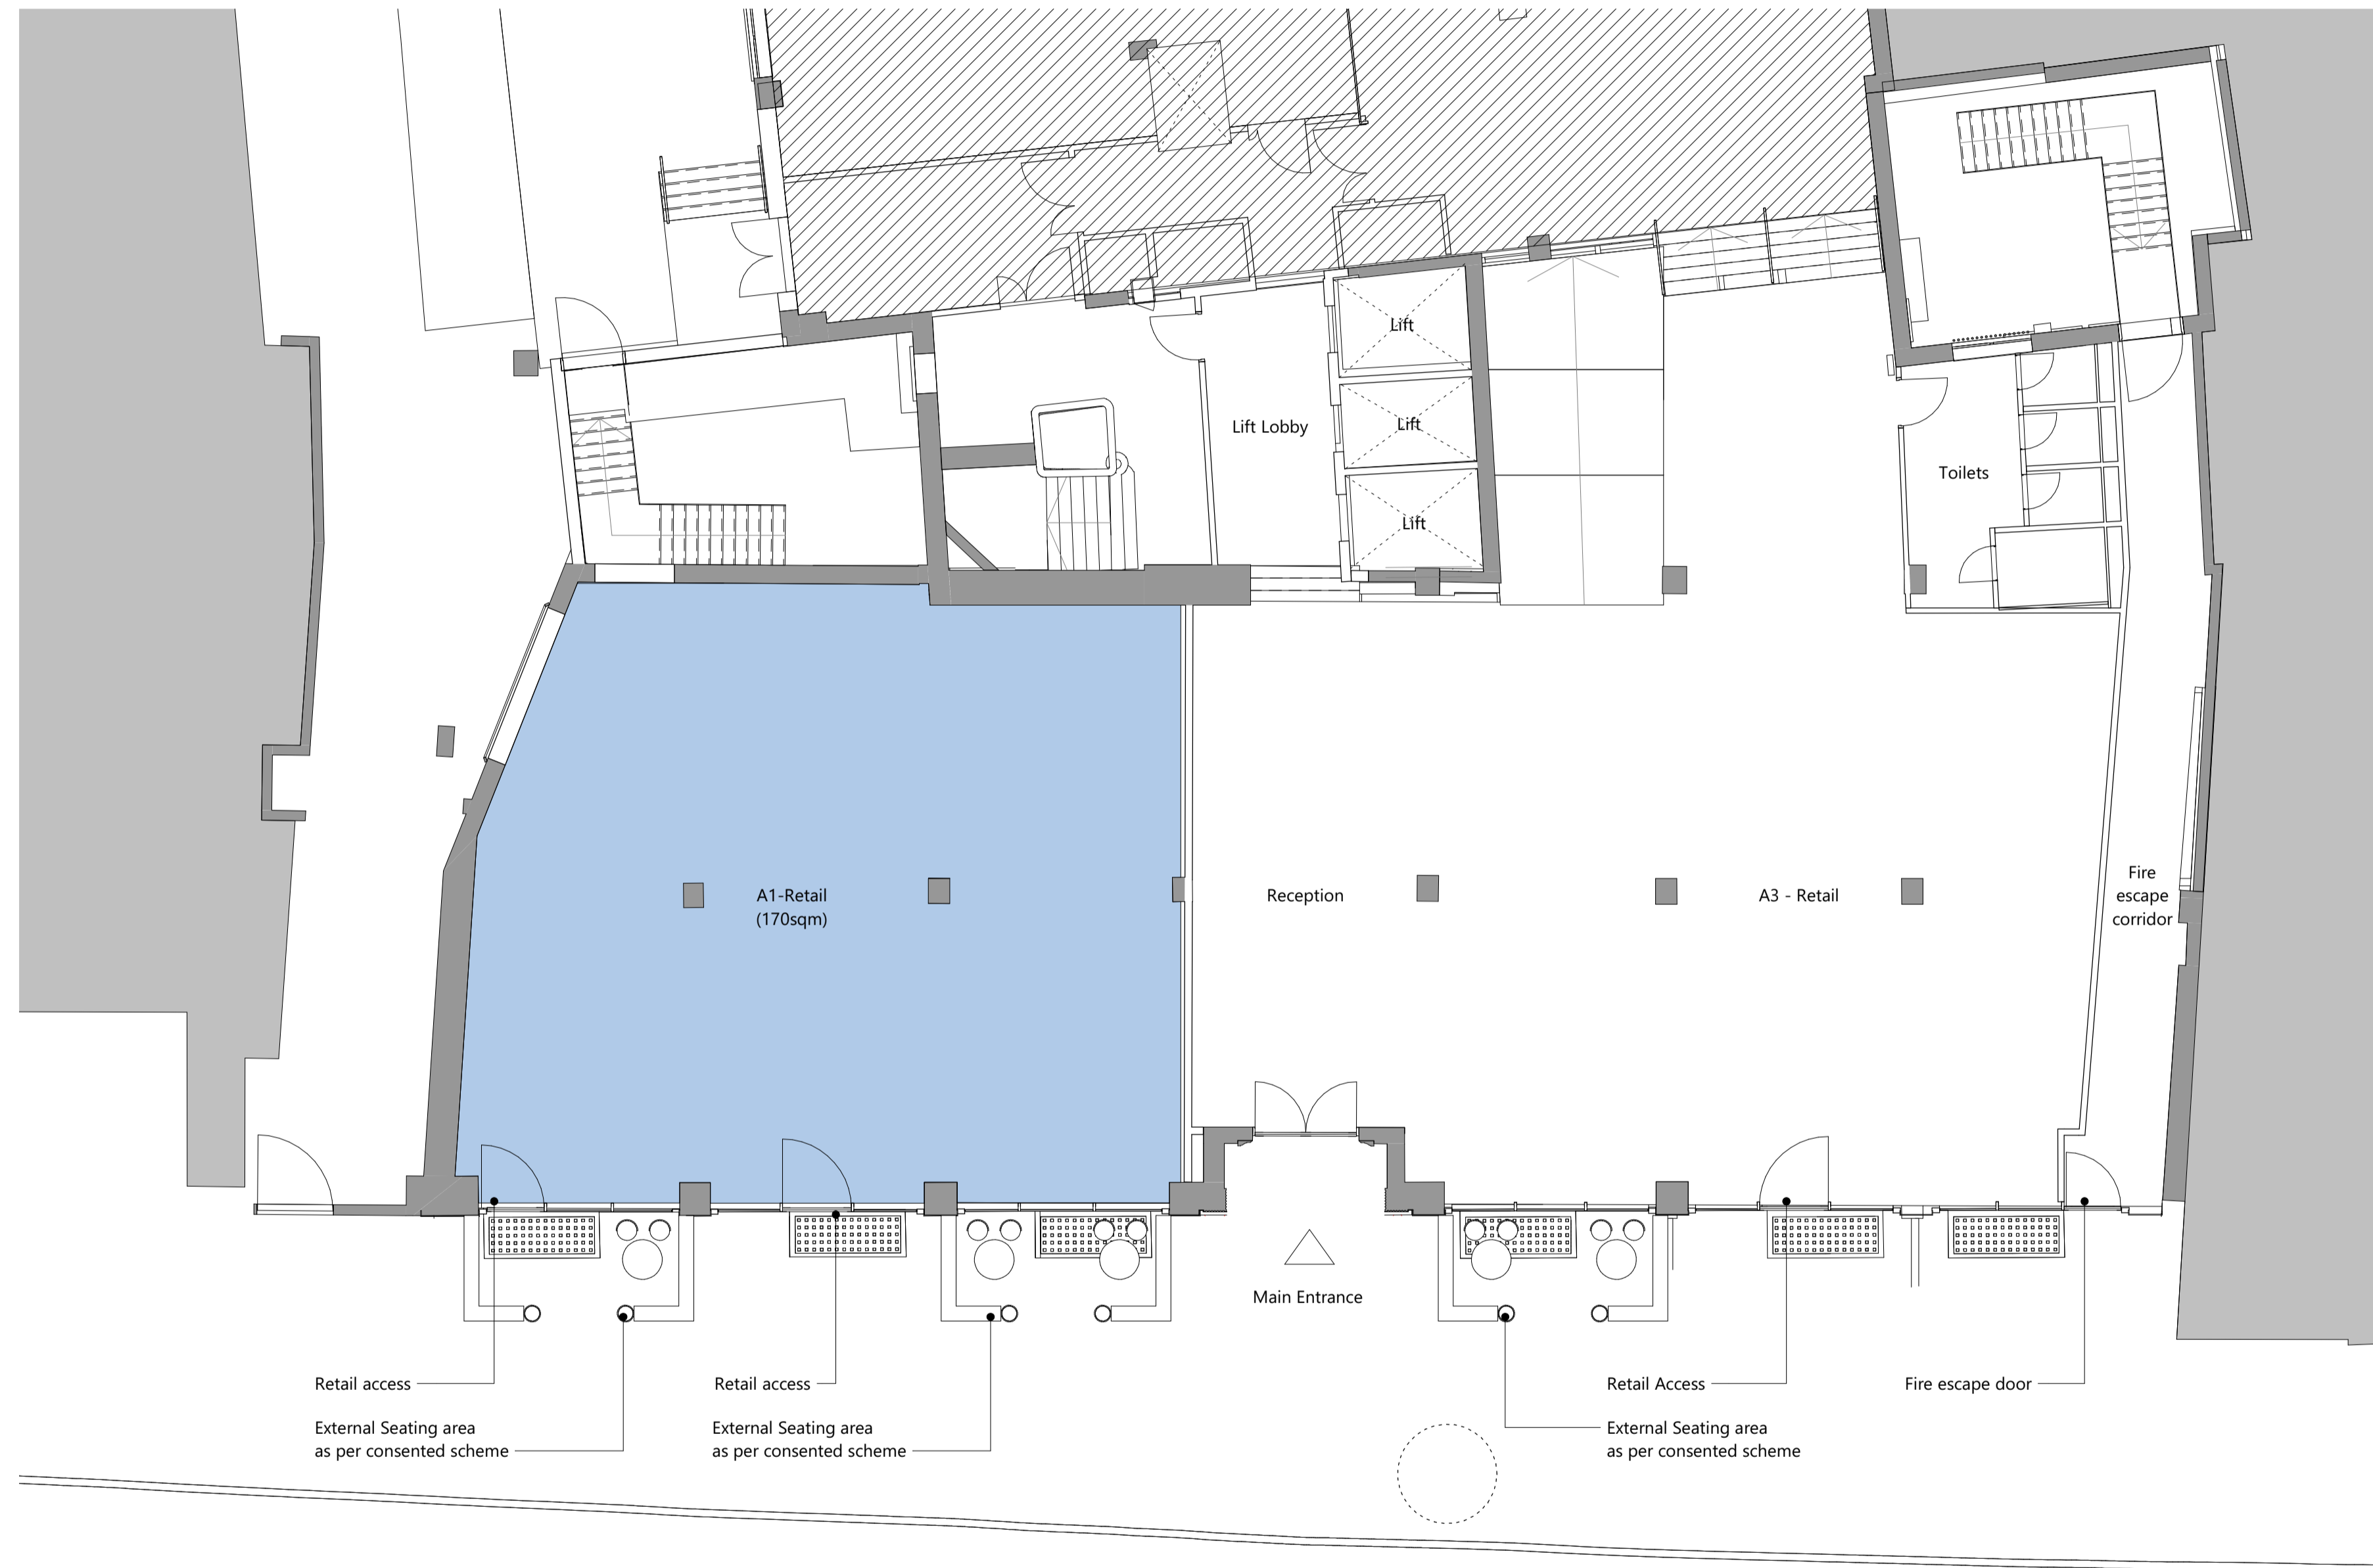 Lift
Lift Lobby
Lift
Toilets
Lift
A1-Retail
(170sqm)
Reception
A3 - Retail
Fire
escape
corridor
Main Entrance
Retail access
Retail access
Retail Access
Fire escape door
External Seating area
as per consented scheme
External Seating area
as per consented scheme
External Seating area
as per consented scheme